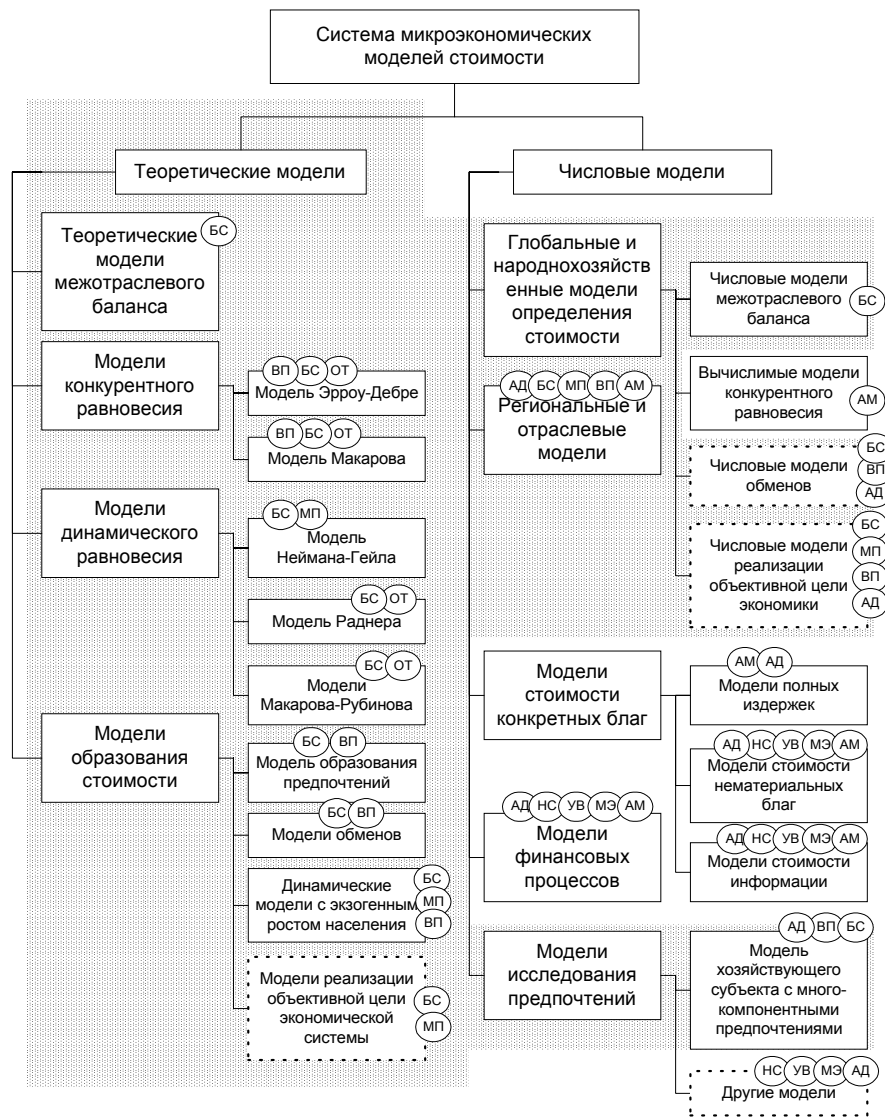 Система микроэкономических
моделей стоимости
Теоретические модели
БС
Теоретические
модели
межотраслевого
баланса
Модели
конкурентного
равновесия
ВП БС ОТ
Модель Эрроу-Дебре
ВП БС ОТ
Модель Макарова
Модели
динамического
равновесия
БС МП
Модель
Неймана-Гейла
БС ОТ
Модель Раднера
БС ОТ
Модели
Макарова-Рубинова
Модели
образования
стоимости
БС ВП
Модель образования
предпочтений
БС ВП
Модели обменов
Динамические
модели с экзогенным
ростом населения
БС
МП
ВП
Модели реализации
объективной цели
экономической
системы
БС
МП
Числовые модели
Глобальные и
народнохозяйств
енные модели
определения
стоимости
Числовые модели
межотраслевого
баланса
БС
Вычислимые модели
конкурентного
равновесия
АМ
Числовые модели
обменов
БС
ВП
АД
Числовые модели
реализации
объективной цели
экономики
БС
МП
ВП
АД
АД БС МП ВП АМ
Региональные и
отраслевые
модели
Модели
стоимости
конкретных благ
АМ АД
Модели полных
издержек
АД НС УВ МЭ АМ
Модели стоимости
нематериальных
благ
АД НС УВ МЭ АМ
Модели стоимости
информации
АД НС УВ МЭ АМ
Модели
финансовых
процессов
Модели
исследования
предпочтений
АД ВП БС
Модель
хозяйствующего
субъекта с много-
компонентными
предпочтениями
НС УВ МЭ АД
Другие модели